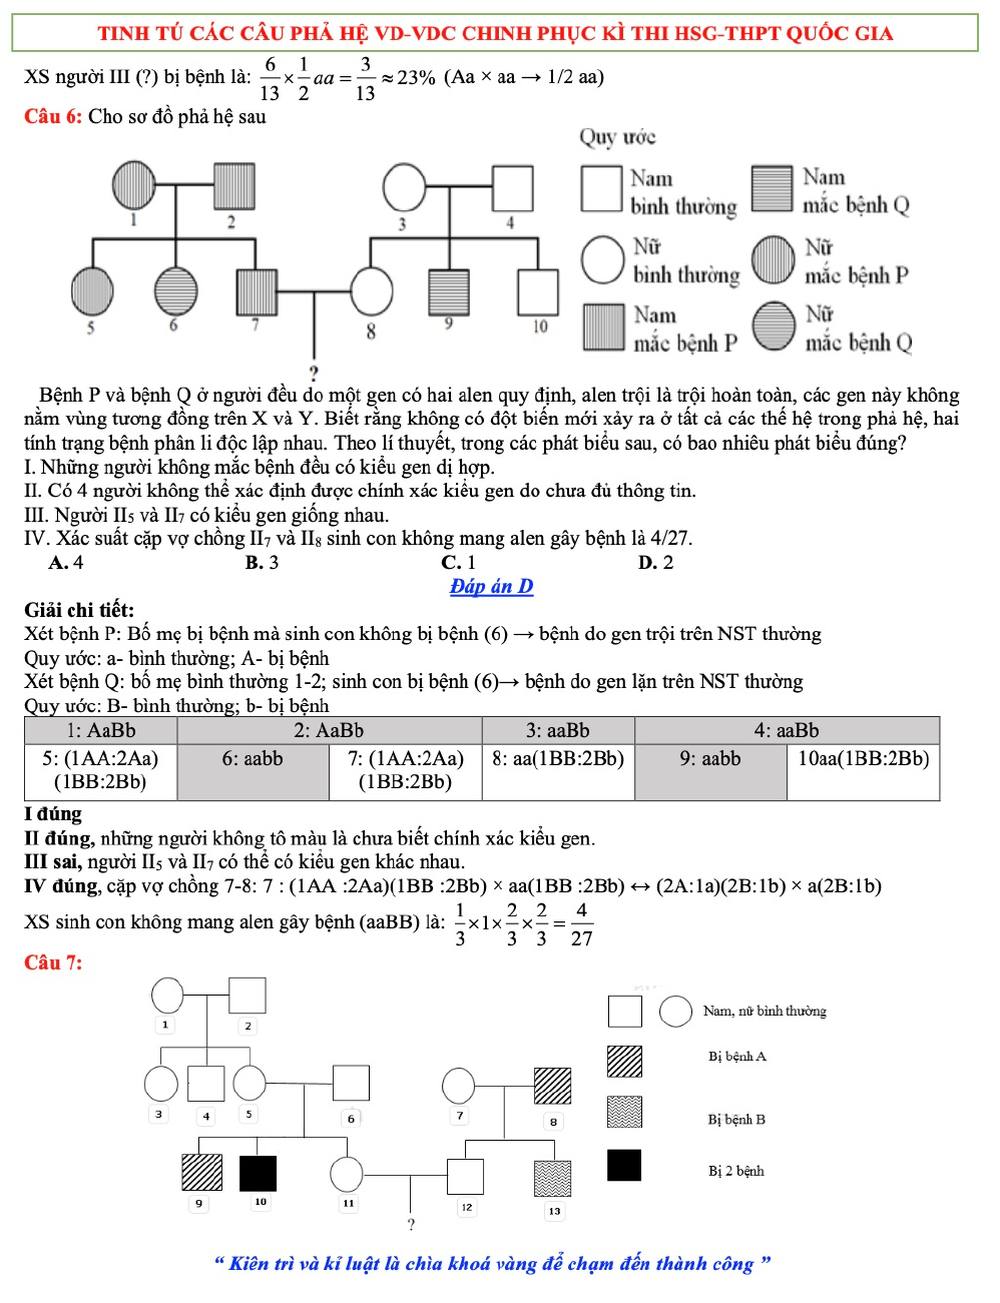 TINH TÚ CÁC CÂU PHẢ HỆ VD-VDC CHINH PHỤC KÌ THI HSG-THPT QUỐC GIA
XS người III (?) bị bệnh là: 6/13 × 1/2 aa = 3/13 ≈ 23% (Aa × aa → 1/2 aa)
Câu 6: Cho sơ đồ phả hệ sau
Quy ước
Nam bình thường
Nam mắc bệnh Q
Nữ bình thường
Nữ mắc bệnh P
Nam mắc bệnh P
Nữ mắc bệnh Q
1 2 3 4
5 6 7 8 9 10
?
Bệnh P và bệnh Q ở người đều do một gen có hai alen quy định, alen trội là trội hoàn toàn, các gen này không
nằm vùng tương đồng trên X và Y. Biết rằng không có đột biến mới xảy ra ở tất cả các thế hệ trong phả hệ, hai
tính trạng bệnh phân li độc lập nhau. Theo lí thuyết, trong các phát biểu sau, có bao nhiêu phát biểu đúng?
I. Những người không mắc bệnh đều có kiểu gen dị hợp.
II. Có 4 người không thể xác định được chính xác kiểu gen do chưa đủ thông tin.
III. Người II5 và II7 có kiểu gen giống nhau.
IV. Xác suất cặp vợ chồng II7 và II8 sinh con không mang alen gây bệnh là 4/27.
A. 4 B. 3 C. 1 D. 2
Đáp án D
Giải chi tiết:
Xét bệnh P: Bố mẹ bị bệnh mà sinh con không bị bệnh (6) → bệnh do gen trội trên NST thường
Quy ước: a- bình thường; A- bị bệnh
Xét bệnh Q: bố mẹ bình thường 1-2; sinh con bị bệnh (6)→ bệnh do gen lặn trên NST thường
Quy ước: B- bình thường; b- bị bệnh
1: AaBb 2: AaBb 3: aaBb 4: aaBb
5: (1AA:2Aa) 6: aabb 7: (1AA:2Aa) 8: aa(1BB:2Bb) 9: aabb 10aa(1BB:2Bb)
(1BB:2Bb) (1BB:2Bb)
I đúng
II đúng, những người không tô màu là chưa biết chính xác kiểu gen.
III sai, người II5 và II7 có thể có kiểu gen khác nhau.
IV đúng, cặp vợ chồng 7-8: 7 : (1AA :2Aa)(1BB :2Bb) × aa(1BB :2Bb) ↔ (2A:1a)(2B:1b) × a(2B:1b)
XS sinh con không mang alen gây bệnh (aaBB) là: 1/3 ×1× 2/3 × 2/3 = 4/27
Câu 7:
1 2
3 4 5 6 7 8
9 10 11 12 13
?
Nam, nữ bình thường
Bị bệnh A
Bị bệnh B
Bị 2 bệnh
“ Kiên trì và kỉ luật là chìa khoá vàng để chạm đến thành công ”